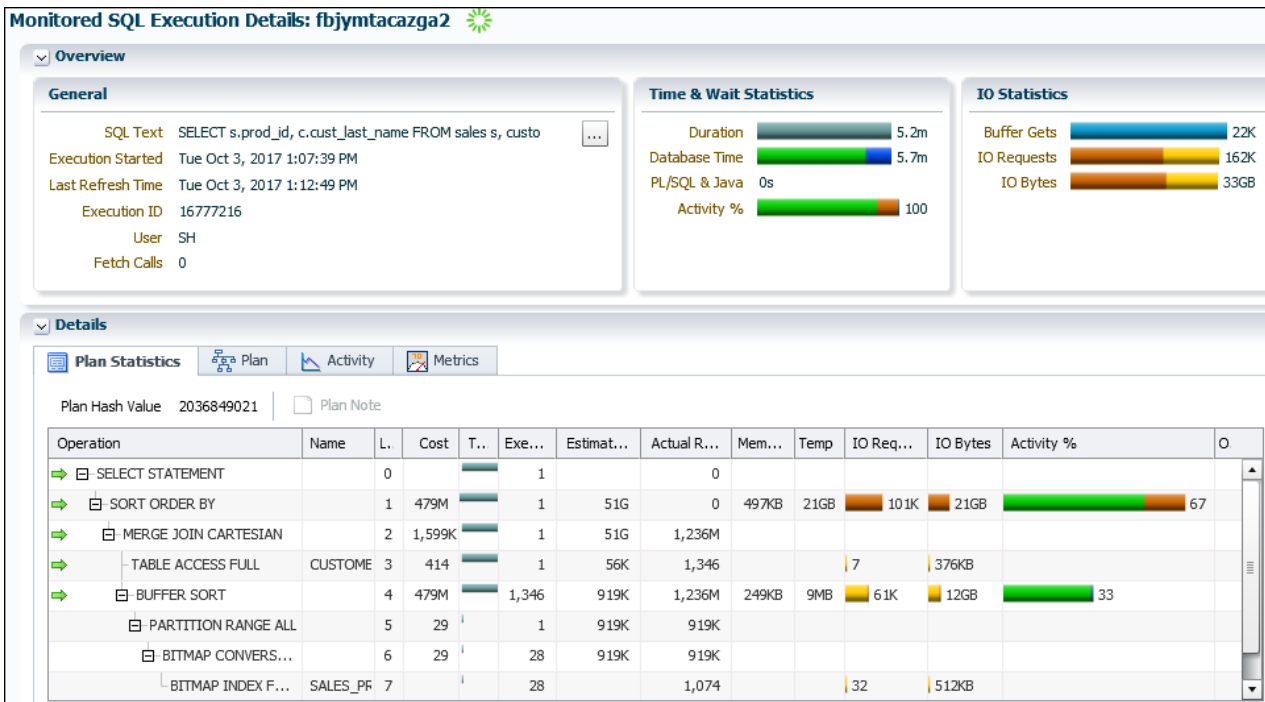 Monitored SQL Execution Details: fbjymtacazga2
Overview
General
SQL Text SELECT s.prod_id, c.cust_last_name FROM sales s, custo ...
Execution Started Tue Oct 3, 2017 1:07:39 PM
Last Refresh Time Tue Oct 3, 2017 1:12:49 PM
Execution ID 16777216
User SH
Fetch Calls 0
Time & Wait Statistics
Duration 5.2m
Database Time 5.7m
PL/SQL & Java 0s
Activity % 100
IO Statistics
Buffer Gets 22K
IO Requests 162K
IO Bytes 33GB
Details
Plan Statistics Plan Activity Metrics
Plan Hash Value 2036849021 Plan Note
Operation Name L... Cost T... Exe... Estimat... Actual R... Mem... Temp IO Req... IO Bytes Activity % O
SELECT STATEMENT 0 1 0
SORT ORDER BY 1 479M 1 51G 0 497KB 21GB 101K 21GB 67
MERGE JOIN CARTESIAN 2 1,599K 1 51G 1,236M
TABLE ACCESS FULL CUSTOME 3 414 1 56K 1,346 7 376KB
BUFFER SORT 4 479M 1,346 919K 1,236M 249KB 9MB 61K 12GB 33
PARTITION RANGE ALL 5 29 1 919K 919K
BITMAP CONVERS... 6 29 28 919K 919K
BITMAP INDEX F... SALES_PR 7 28 1,074 32 512KB